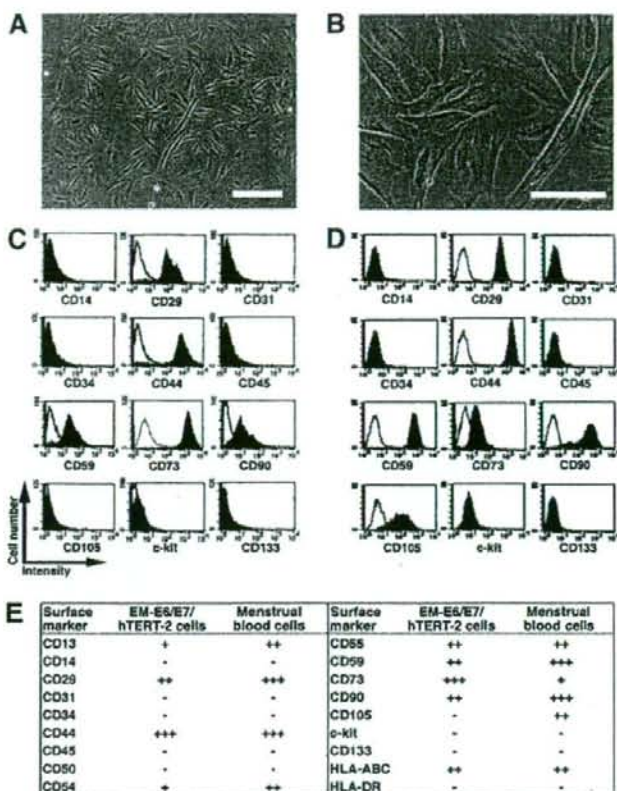 A B
C D
CD14 CD29 CD31 CD14 CD29 CD31
CD34 CD44 CD45 CD34 CD44 CD45
CD59 CD73 CD90 CD59 CD73 CD90
CD105 c-kit CD133 CD105 c-kit CD133
Cell number
Intensity
E
Surface marker EM-E6/E7/ hTERT-2 cells Menstrual blood cells Surface marker EM-E6/E7/ hTERT-2 cells Menstrual blood cells
CD13 + ++ CD55 ++ ++
CD14 - - CD59 ++ +++
CD29 ++ +++ CD73 +++ +
CD31 - - CD90 ++ +++
CD34 - - CD105 - ++
CD44 +++ +++ c-kit - -
CD45 - - CD133 - -
CD50 - - HLA-ABC ++ ++
CD54 + ++ HLA-DR - -